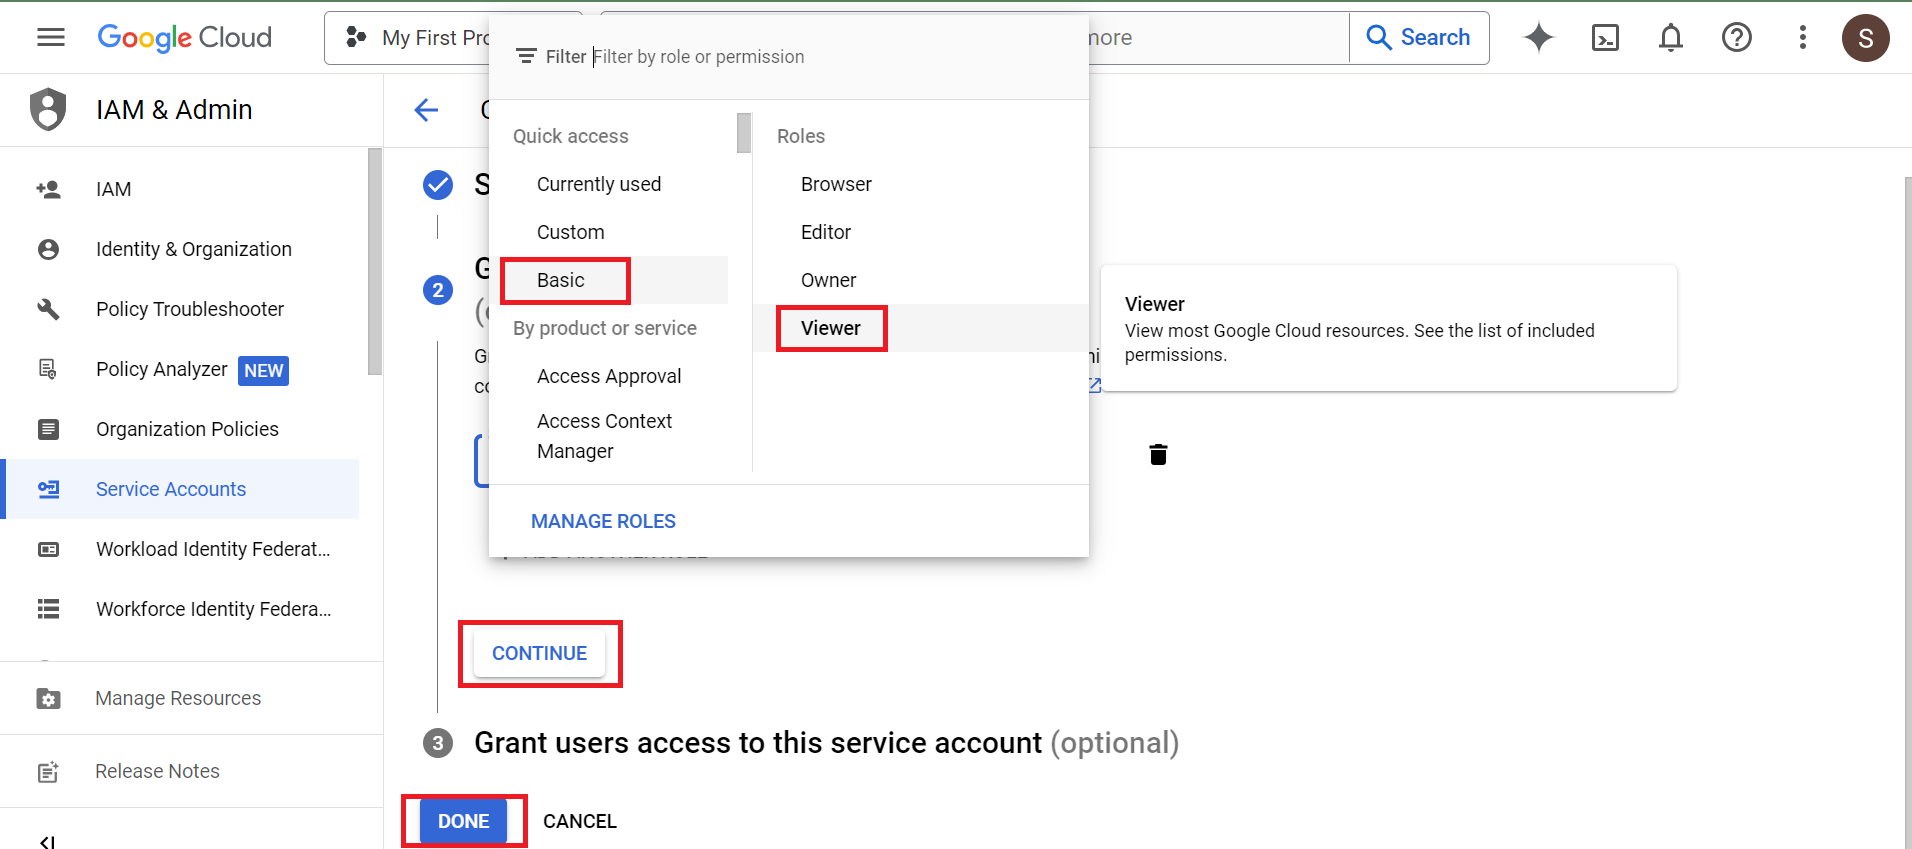 Google Cloud
My First Pro
Filter Filter by role or permission
more
Search
S
IAM & Admin
IAM
Identity & Organization
Policy Troubleshooter
Policy Analyzer NEW
Organization Policies
Service Accounts
Workload Identity Federat...
Workforce Identity Federa...
Manage Resources
Release Notes
Quick access
Currently used
Custom
Basic
By product or service
Access Approval
Access Context
Manager
Roles
Browser
Editor
Owner
Viewer
MANAGE ROLES
Viewer
View most Google Cloud resources. See the list of included
permissions.
S
2
G
CONTINUE
3 Grant users access to this service account (optional)
DONE CANCEL